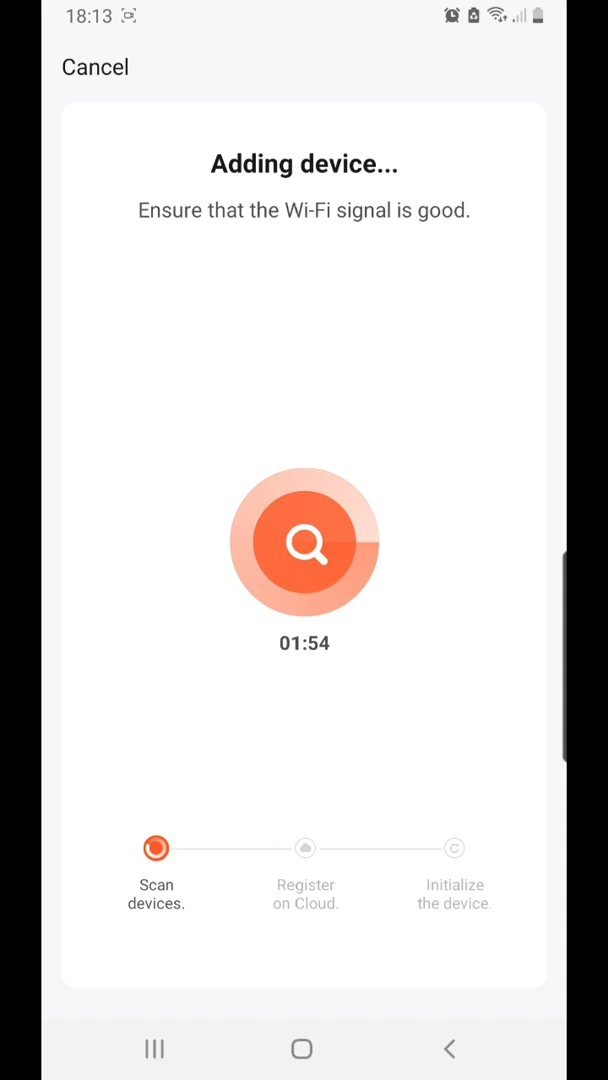 18:13
Cancel
Adding device...
Ensure that the Wi-Fi signal is good.
01:54
Scan
devices.
Register
on Cloud.
Initialize
the device.